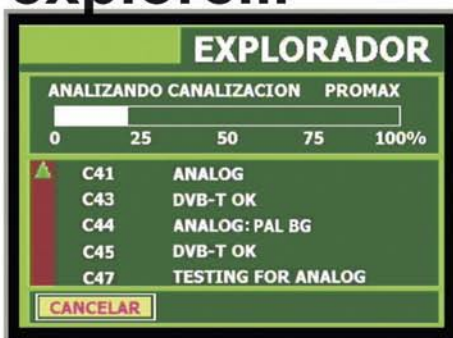 explorer...
EXPLORADOR
ANALIZANDO CANALIZACION PROMAX
0 25 50 75 100%
C41 ANALOG
C43 DVB-T OK
C44 ANALOG: PAL BG
C45 DVB-T OK
C47 TESTING FOR ANALOG
CANCELAR